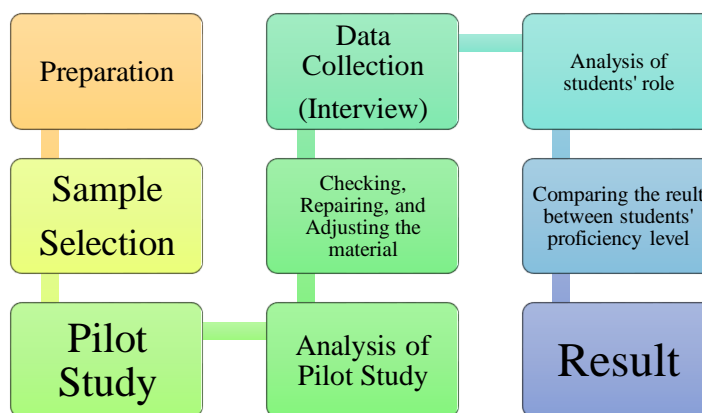 Preparation
Sample
Selection
Pilot
Study
Analysis of
Pilot Study
Checking,
Repairing, and
Adjusting the
material
Data
Collection
(Interview)
Analysis of
students' role
Comparing the reult
between students'
proficiency level
Result